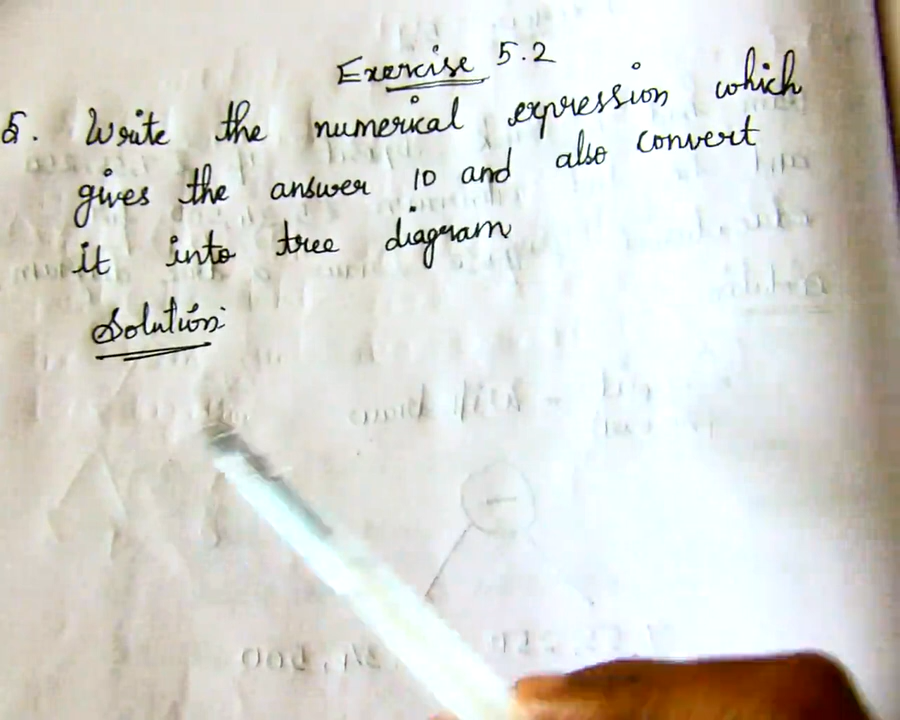 Exercise 5.2
5. Write the numerical expression which
gives the answer 10 and also convert
it into tree diagram
Solution: